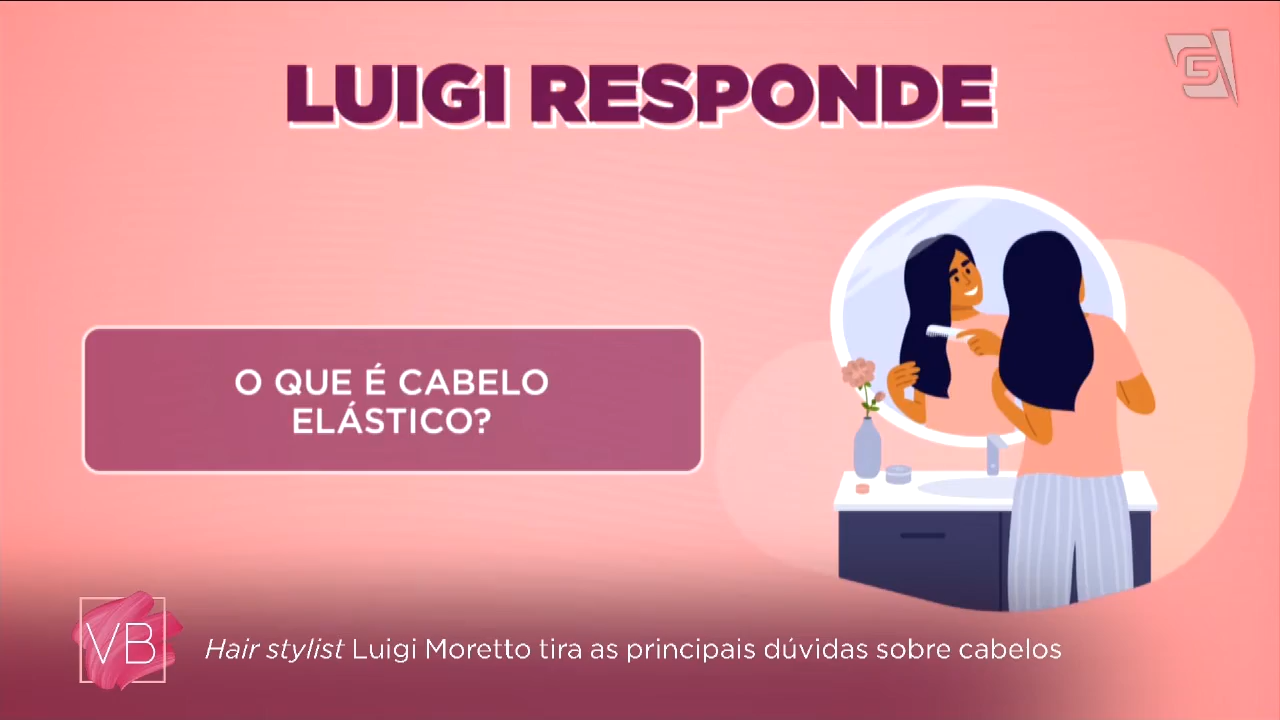 LUIGI RESPONDE
O QUE É CABELO
ELÁSTICO?
VB
Hair stylist Luigi Moretto tira as principais dúvidas sobre cabelos